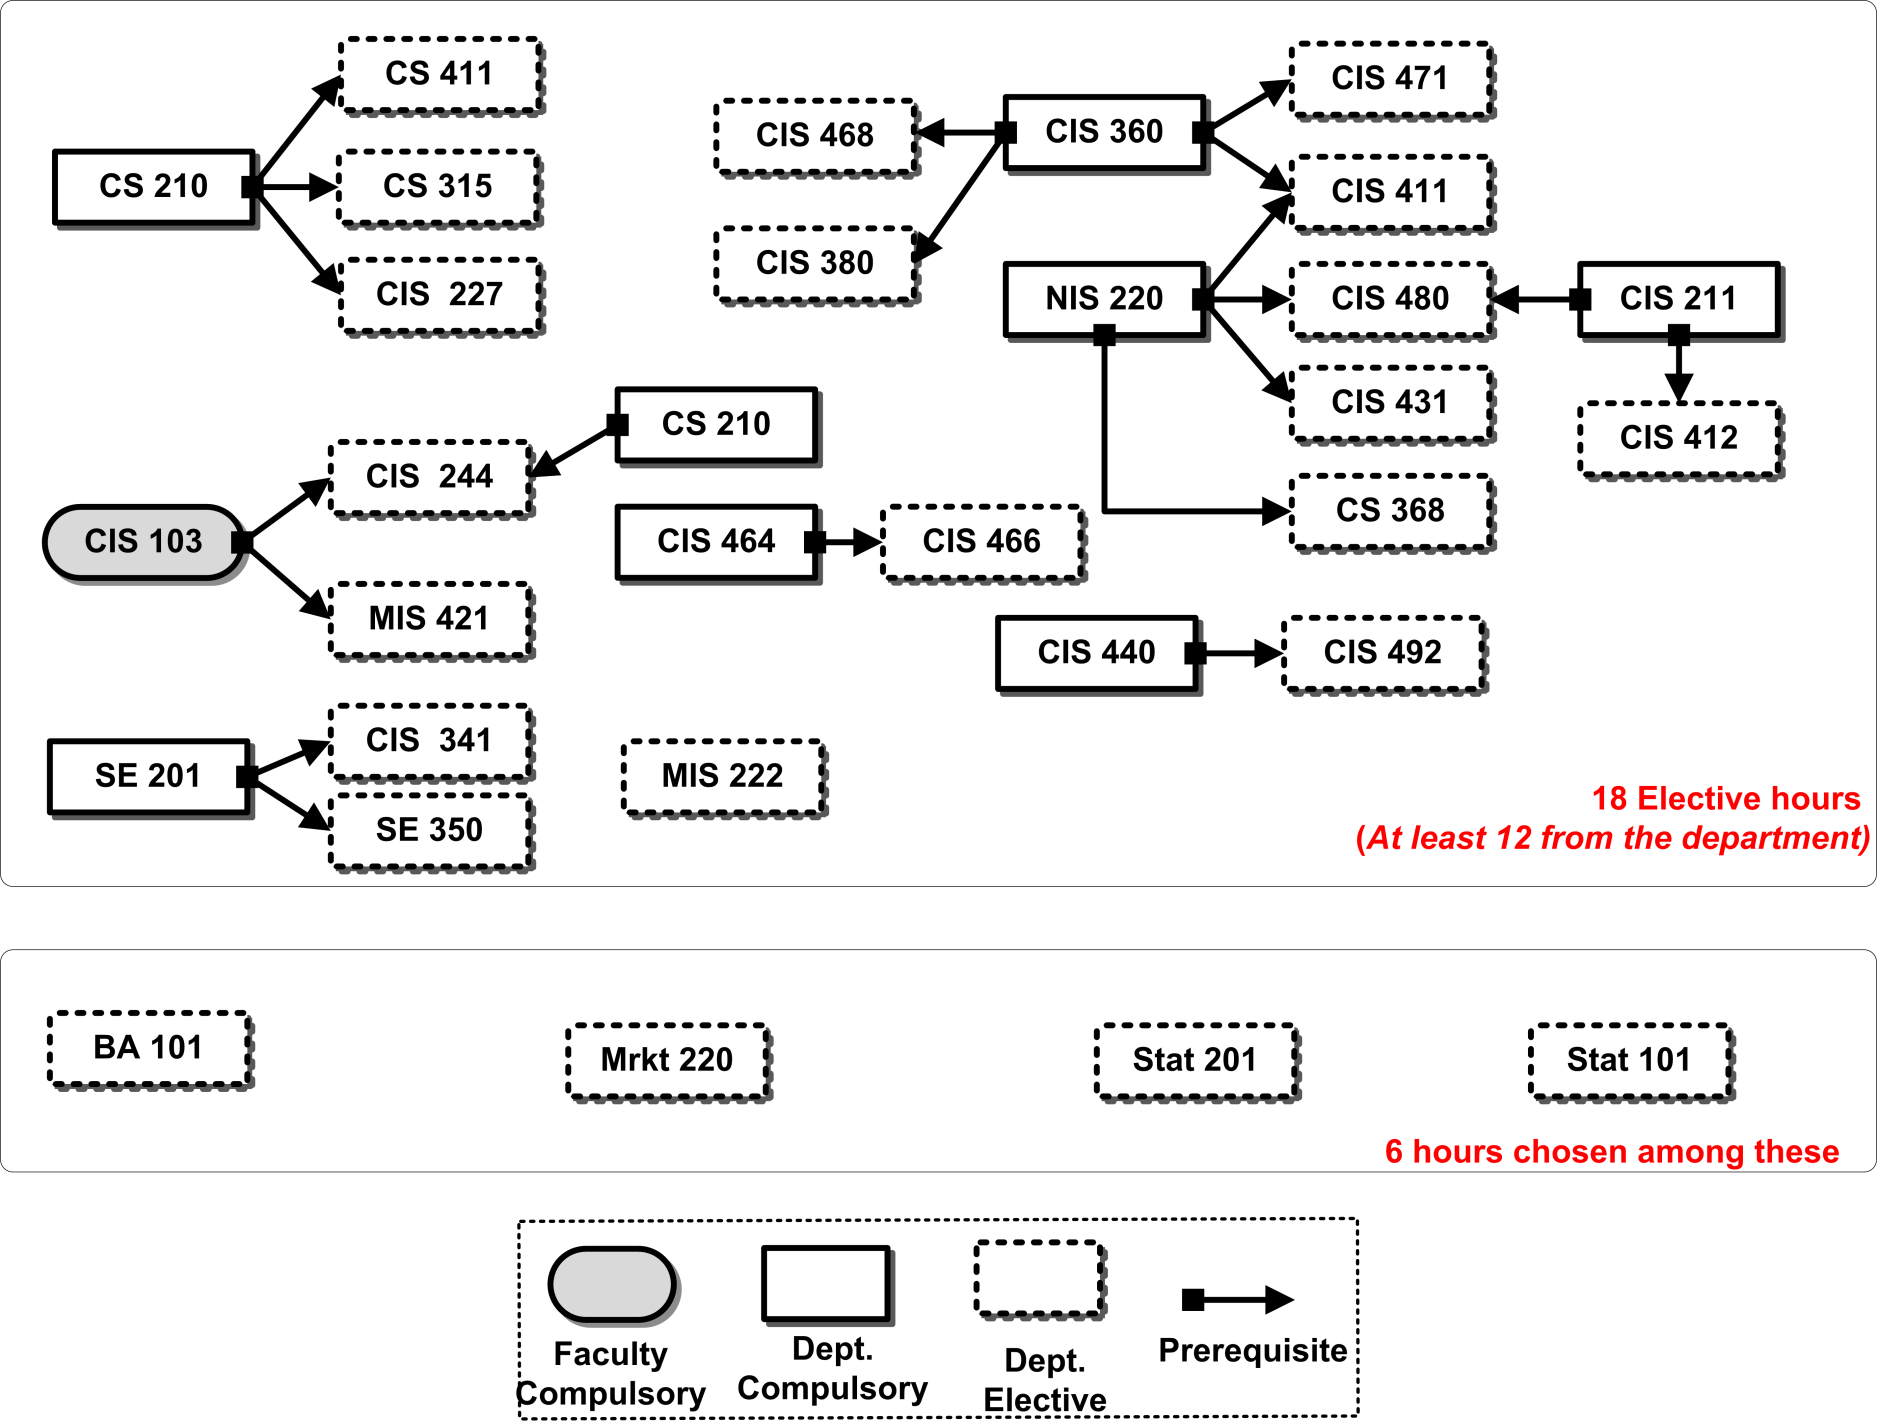 CS 411
CIS 471
CIS 468
CIS 360
CS 210
CS 315
CIS 411
CIS 380
CIS  227
NIS 220
CIS 480
CIS 211
CIS 431
CS 210
CIS 412
CIS  244
CS 368
CIS 103
CIS 464
CIS 466
MIS 421
CIS 440
CIS 492
CIS  341
SE 201
MIS 222
SE 350
18 Elective hours
(At least 12 from the department)
BA 101
Mrkt 220
Stat 201
Stat 101
6 hours chosen among these
Faculty
Compulsory
Dept.
Compulsory
Dept.
Elective
Prerequisite